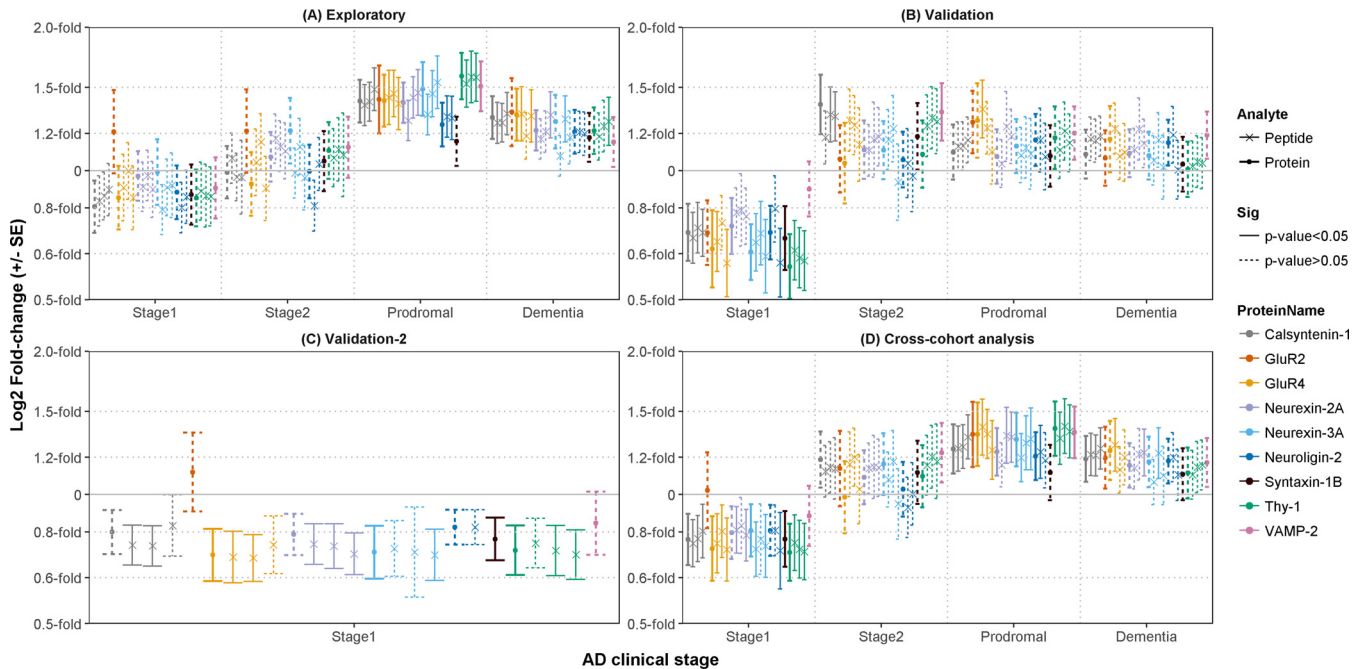 (A) Exploratory
(B) Validation
2.0-fold
1.5-fold
1.2-fold
0
0.8-fold
0.6-fold
0.5-fold
Stage1 Stage2 Prodromal Dementia
2.0-fold
1.5-fold
1.2-fold
0
0.8-fold
0.6-fold
0.5-fold
Stage1 Stage2 Prodromal Dementia
(C) Validation-2
(D) Cross-cohort analysis
2.0-fold
1.5-fold
1.2-fold
0
0.8-fold
0.6-fold
0.5-fold
Stage1
2.0-fold
1.5-fold
1.2-fold
0
0.8-fold
0.6-fold
0.5-fold
Stage1 Stage2 Prodromal Dementia
Log2 Fold-change (+/- SE)
AD clinical stage
Analyte
Peptide
Protein
Sig
p-value<0.05
p-value>0.05
ProteinName
Calsyntenin-1
GluR2
GluR4
Neurexin-2A
Neurexin-3A
Neuroligin-2
Syntaxin-1B
Thy-1
VAMP-2